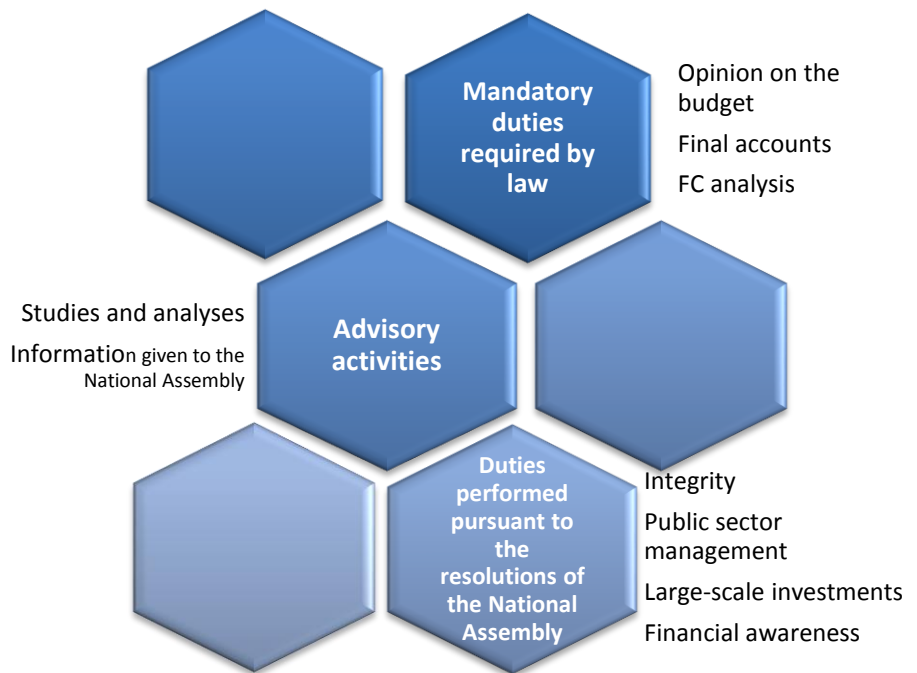 Mandatory
duties
required by
law
Opinion on the
budget
Final accounts
FC analysis
Studies and analyses
Information given to the
National Assembly
Advisory
activities
Duties
performed
pursuant to
the
resolutions of
the National
Assembly
Integrity
Public sector
management
Large-scale investments
Financial awareness